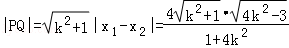 |PQ|=√(k²+1) |x₁-x₂|=4√(k²+1)•√(4k²-3)/(1+4k²)